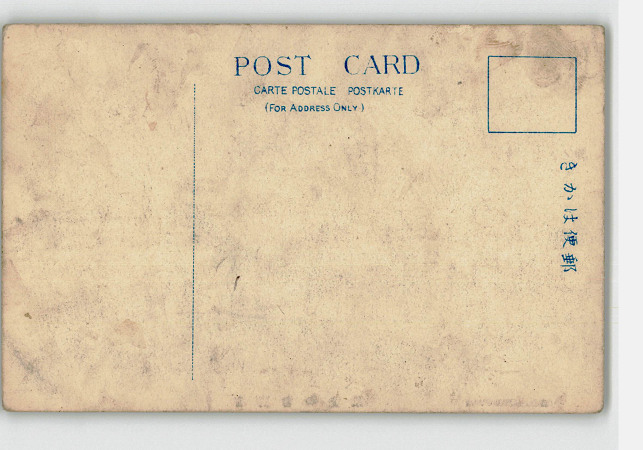 POST CARD
CARTE POSTALE POSTKARTE
(FOR ADDRESS ONLY)
郵便はかき